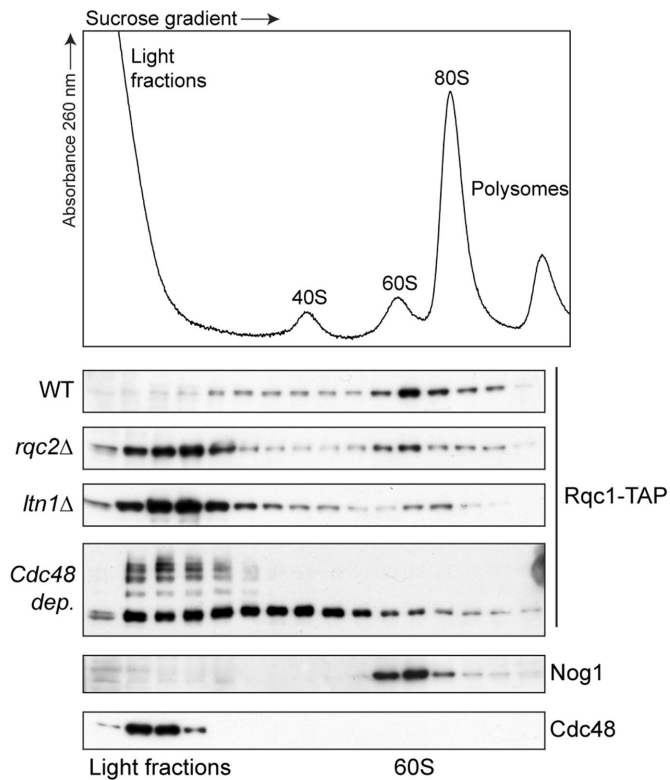 Sucrose gradient
Absorbance 260 nm
Light
fractions
80S
Polysomes
60S
40S
WT
rqc2Δ
ltn1Δ
Cdc48
dep.
Rqc1-TAP
Nog1
Cdc48
Light fractions
60S